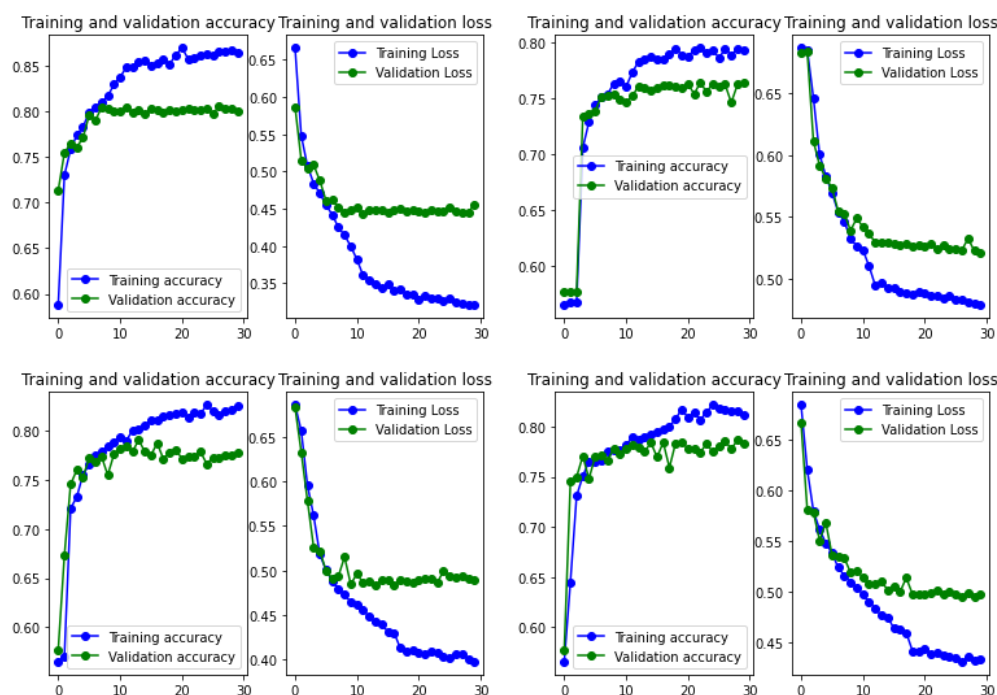 Training and validation accuracy
0.85
0.80
0.75
0.70
0.65
0.60
Training accuracy
Validation accuracy
0 10 20 30
Training and validation loss
0.65
0.60
0.55
0.50
0.45
0.40
0.35
Training Loss
Validation Loss
0 10 20 30
Training and validation accuracy
0.80
0.75
0.70
0.65
0.60
Training accuracy
Validation accuracy
0 10 20 30
Training and validation loss
0.65
0.60
0.55
0.50
Training Loss
Validation Loss
0 10 20 30
Training and validation accuracy
0.80
0.75
0.70
0.65
0.60
Training accuracy
Validation accuracy
0 10 20 30
Training and validation loss
0.65
0.60
0.55
0.50
0.45
0.40
Training Loss
Validation Loss
0 10 20 30
Training and validation accuracy
0.80
0.75
0.70
0.65
0.60
Training accuracy
Validation accuracy
0 10 20 30
Training and validation loss
0.65
0.60
0.55
0.50
0.45
Training Loss
Validation Loss
0 10 20 30